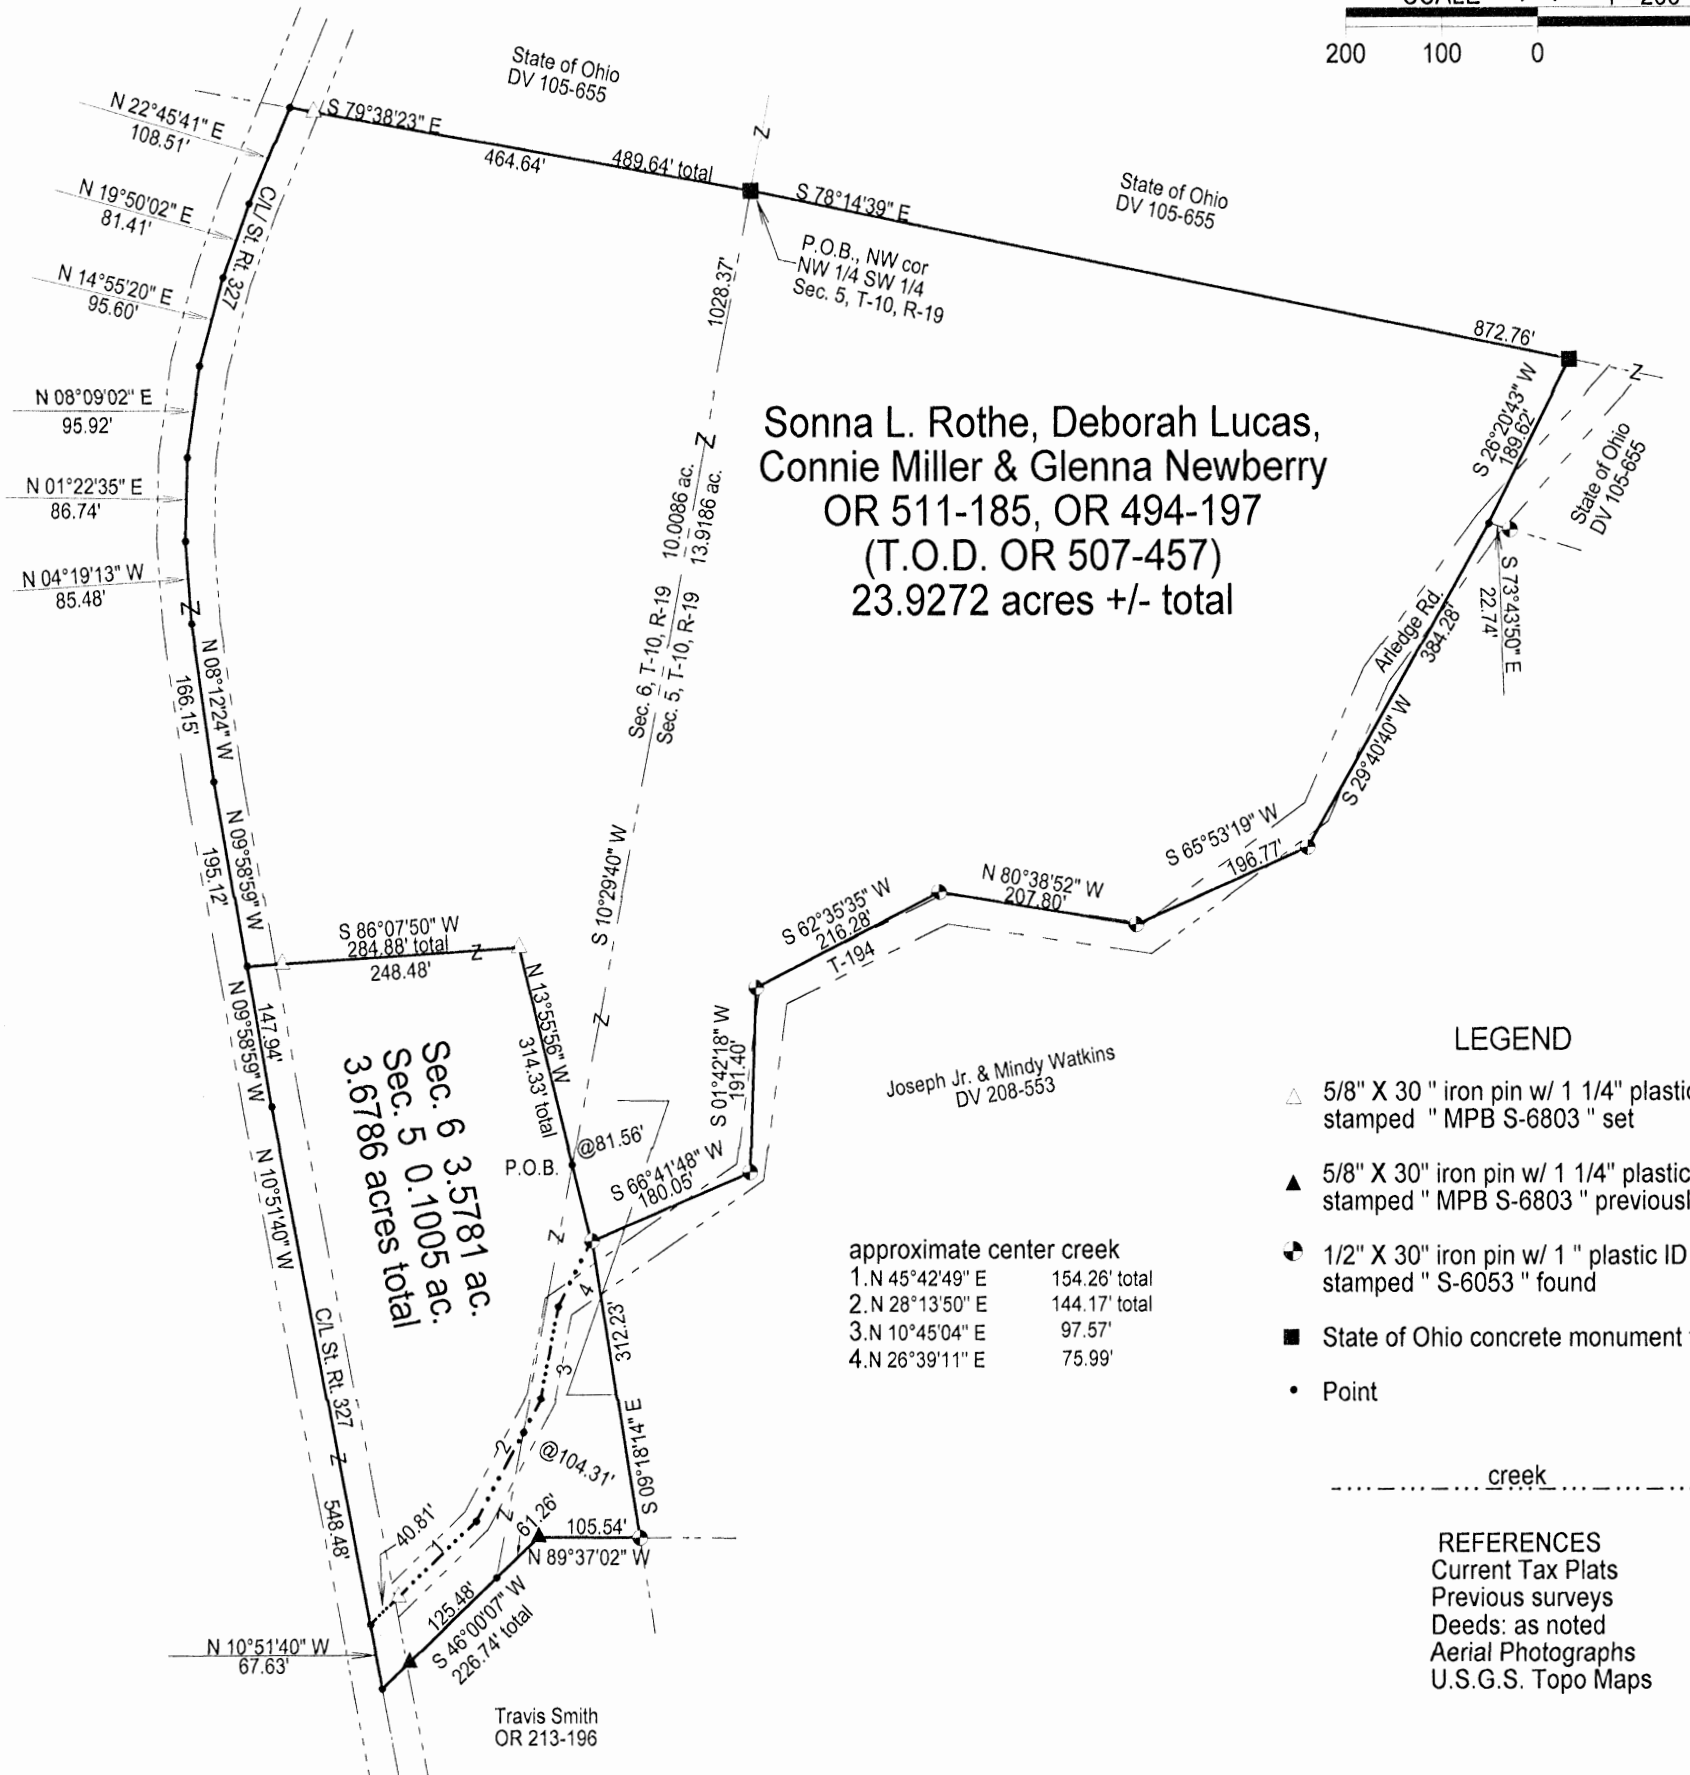 200 100 0
State of Ohio
DV 105-655
N 22°45'41" E
108.51'
S 79°38'23" E
464.64'
489.64' total
N 19°50'02" E
81.41'
C/L/ St. Rt. 327
N 14°55'20" E
95.60'
Z
S 78°14'39" E
State of Ohio
DV 105-655
P.O.B., NW cor
NW 1/4 SW 1/4
Sec. 5, T-10, R-19
1028.37'
872.76'
Z
N 08°09'02" E
95.92'
N 01°22'35" E
86.74'
N 04°19'13" W
85.48'
Z
Sonna L. Rothe, Deborah Lucas,
Connie Miller & Glenna Newberry
OR 511-185, OR 494-197
(T.O.D. OR 507-457)
23.9272 acres +/- total
Z
Sec. 6, T-10, R-19 10.0086 ac.
Sec. 5, T-10, R-19 13.9186 ac.
S 26°20'43" W
189.62'
State of Ohio
DV 105-655
S 73°43'50" E
22.74'
Arledge Rd.
384.28'
S 29°40'40" W
N 08°12'24" W
166.15'
N 09°58'59" W
195.12'
S 10°29'40" W
S 65°53'19" W
196.77'
N 80°38'52" W
207.80'
S 62°35'35" W
216.28'
T-194
S 86°07'50" W
284.88' total
Z
248.48'
N 13°55'56" W
314.33' total
Z
N 09°58'59" W
147.94'
S 01°42'18" W
191.40'
Joseph Jr. & Mindy Watkins
DV 208-553
Sec. 6 3.5781 ac.
Sec. 5 0.1005 ac.
3.6786 acres total
@81.56'
P.O.B.
S 66°41'48" W
180.05'
N 10°51'40" W
Z
C/L St. Rt. 327
Z
548.48'
approximate center creek
1.N 45°42'49" E 154.26' total
2.N 28°13'50" E 144.17' total
3.N 10°45'04" E 97.57'
4.N 26°39'11" E 75.99'
4
3
2
1
312.23'
S 09°18'14" E
@104.31'
40.81'
Z
61.26'
105.54'
N 89°37'02" W
125.48'
S 46°00'07" W
226.74' total
N 10°51'40" W
67.63'
Travis Smith
OR 213-196
LEGEND
5/8" X 30 " iron pin w/ 1 1/4" plastic
stamped " MPB S-6803 " set
5/8" X 30" iron pin w/ 1 1/4" plastic
stamped " MPB S-6803 "
1/2" X 30" iron pin w/ 1 " plastic ID
stamped " S-6053 " found
State of Ohio concrete monument
Point
creek
REFERENCES
Current Tax Plats
Previous surveys
Deeds: as noted
Aerial Photographs
U.S.G.S. Topo Maps